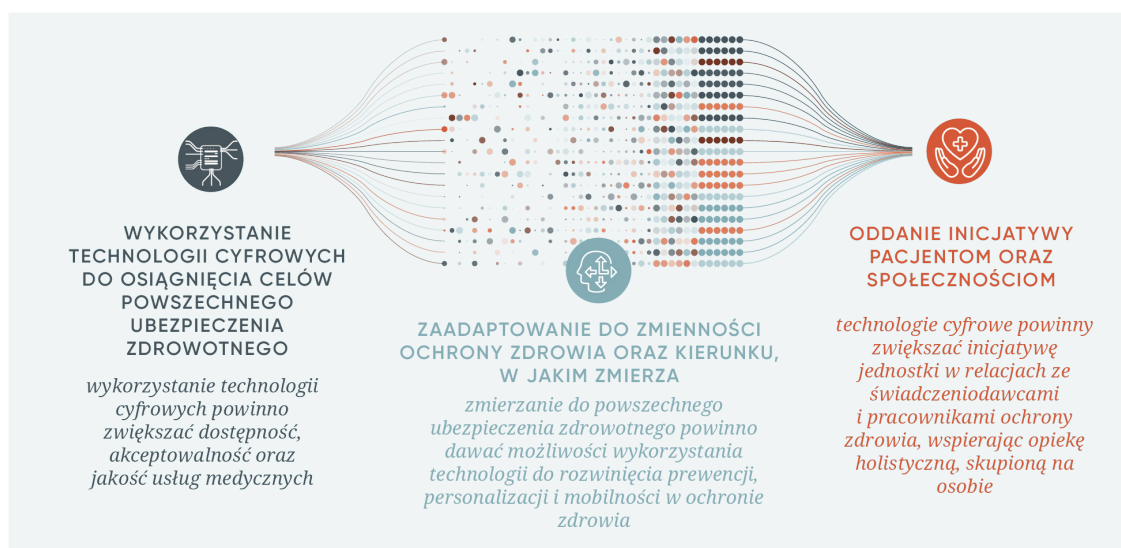 WYKORZYSTANIE
TECHNOLOGII CYFROWYCH
DO OSIĄGNIĘCIA CELÓW
POWSZECHNEGO
UBEZPIECZENIA
ZDROWOTNEGO
wykorzystanie technologii
cyfrowych powinno
zwiększać dostępność,
akceptowalność oraz
jakość usług medycznych
ZAADAPTOWANIE DO ZMIENNOŚCI
OCHRONY ZDROWIA ORAZ KIERUNKU,
W JAKIM ZMIERZA
zmierzanie do powszechnego
ubezpieczenia zdrowotnego powinno
dawać możliwości wykorzystania
technologii do rozwinięcia prewencji,
personalizacji i mobilności w ochronie
zdrowia
ODDANIE INICJATYWY
PACJENTOM ORAZ
SPOŁECZNOŚCIOM
technologie cyfrowe powinny
zwiększać inicjatywę
jednostki w relacjach ze
świadczeniodawcami
i pracownikami ochrony
zdrowia, wspierając opiekę
holistyczną, skupioną na
osobie